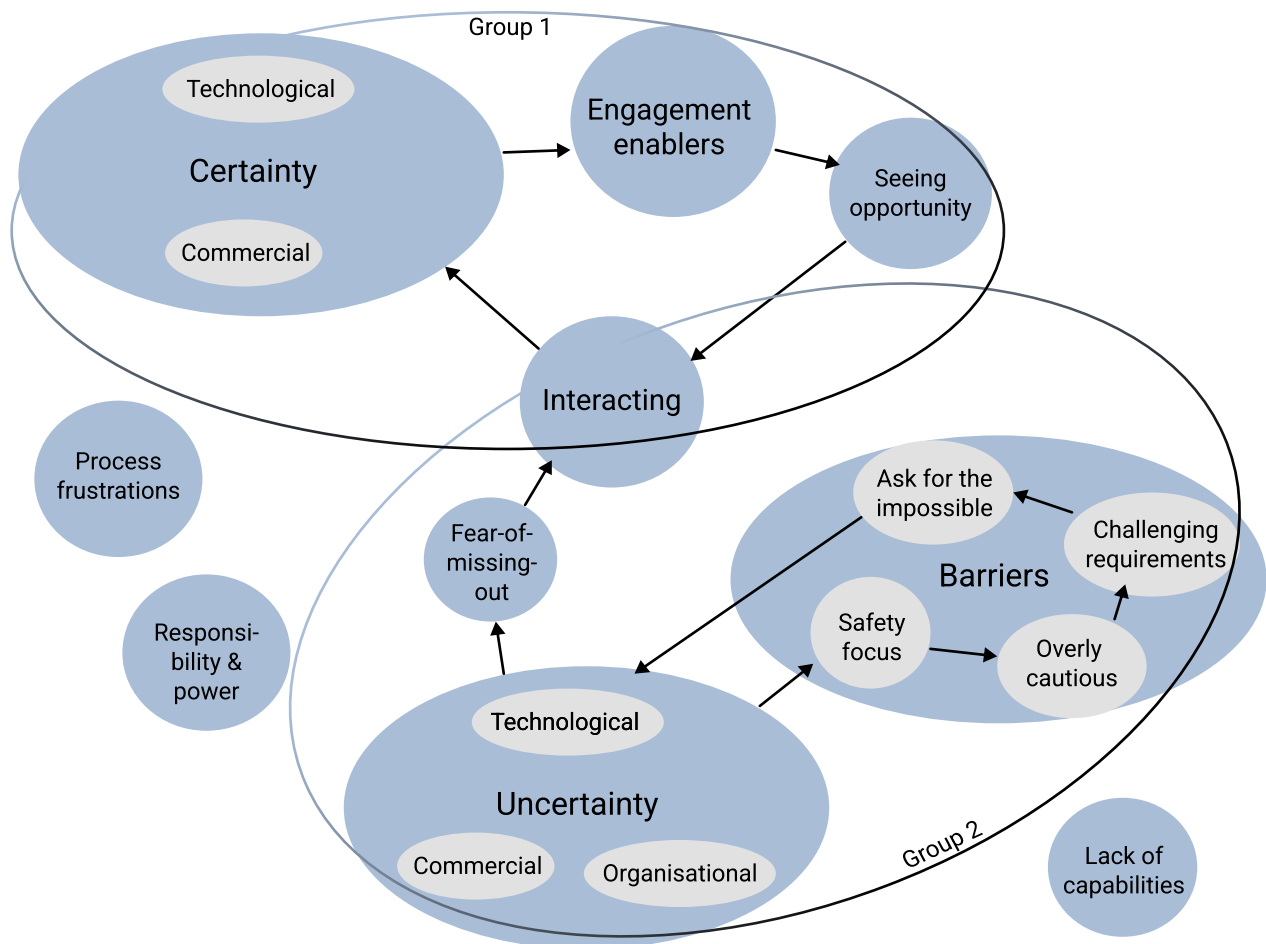 Group 1
Technological
Certainty
Commercial
Engagement
enablers
Seeing
opportunity
Interacting
Process
frustrations
Responsi-
bility &
power
Fear-of-
missing-
out
Ask for the
impossible
Challenging
requirements
Barriers
Safety
focus
Overly
cautious
Technological
Uncertainty
Commercial
Organisational
Group 2
Lack of
capabilities